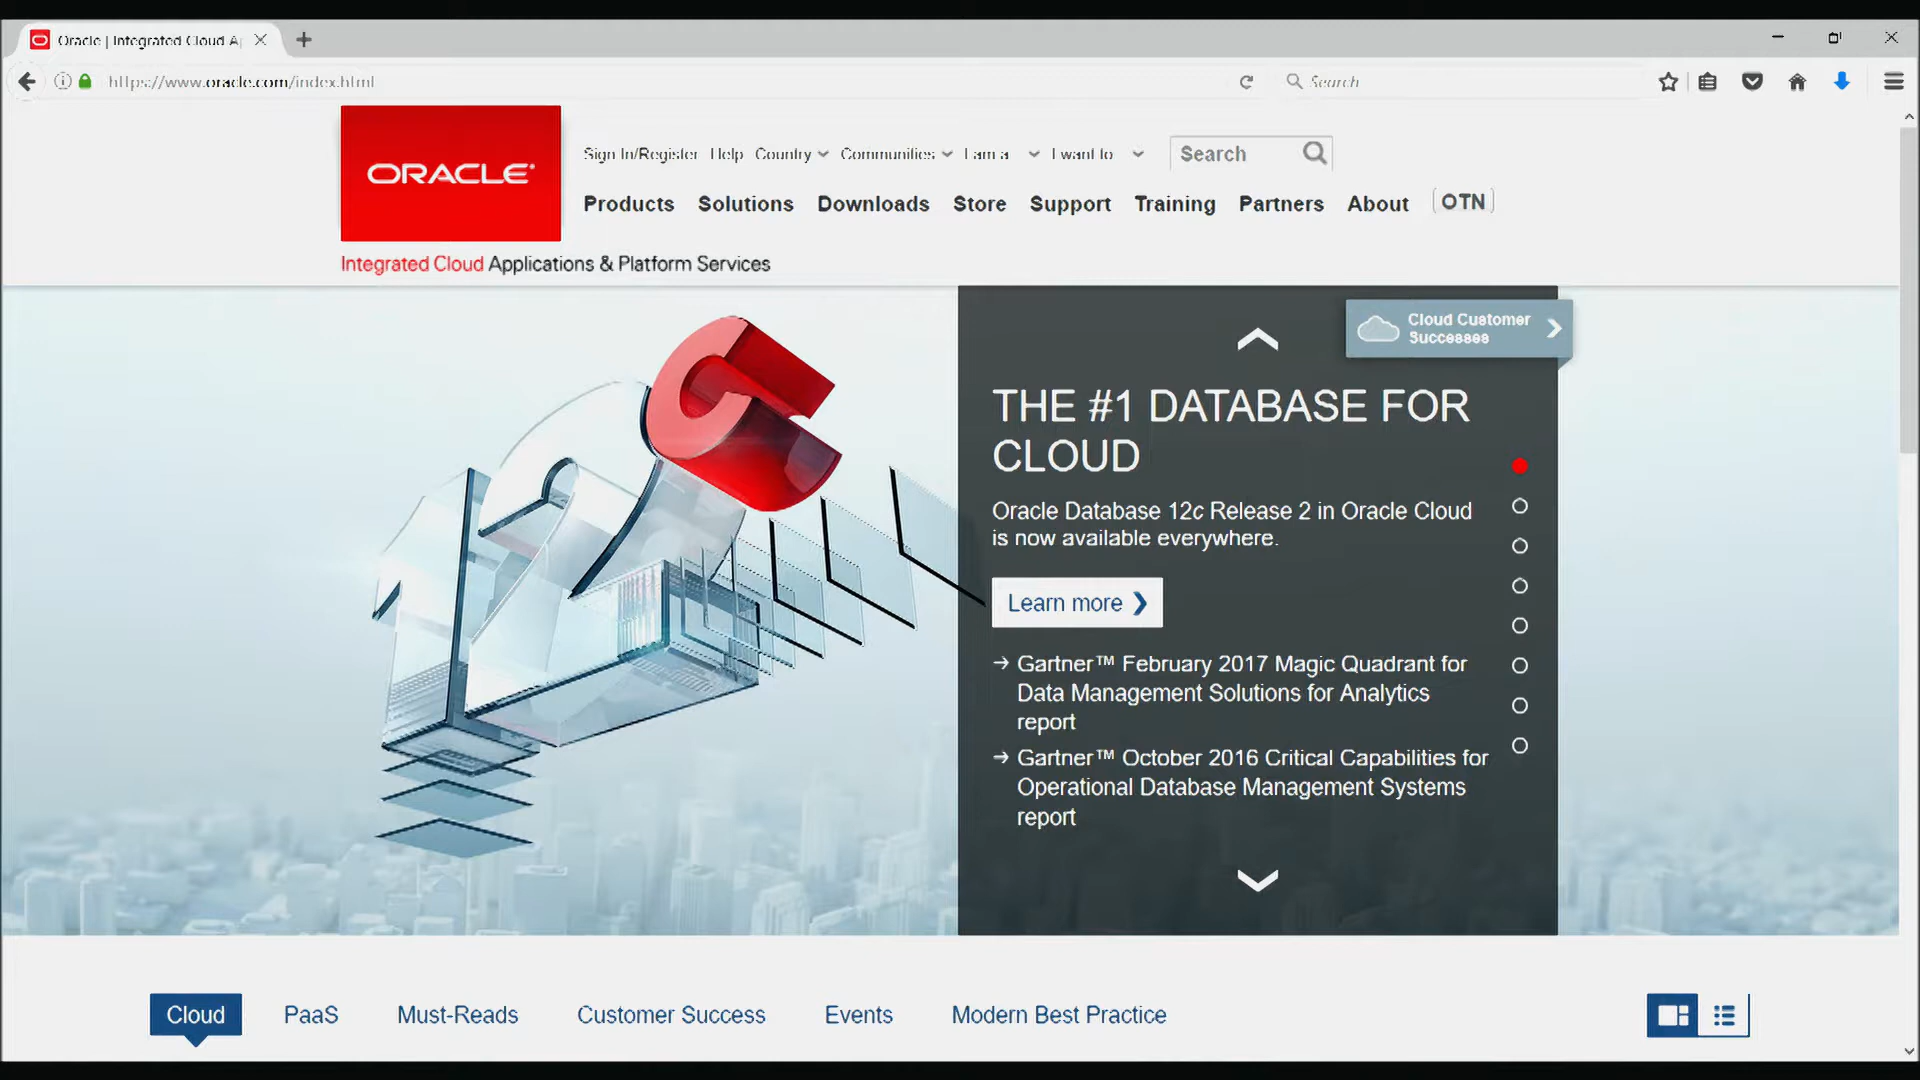 Oracle | Integrated Cloud Ap
https://www.oracle.com/index.html
Search
ORACLE
Sign In/Register Help Country Communities I am a I want to Search
Products Solutions Downloads Store Support Training Partners About OTN
Integrated Cloud Applications & Platform Services
Cloud Customer
Successes
THE #1 DATABASE FOR
CLOUD
Oracle Database 12c Release 2 in Oracle Cloud
is now available everywhere.
Learn more
Gartner™ February 2017 Magic Quadrant for
Data Management Solutions for Analytics
report
Gartner™ October 2016 Critical Capabilities for
Operational Database Management Systems
report
12c
Cloud PaaS Must-Reads Customer Success Events Modern Best Practice